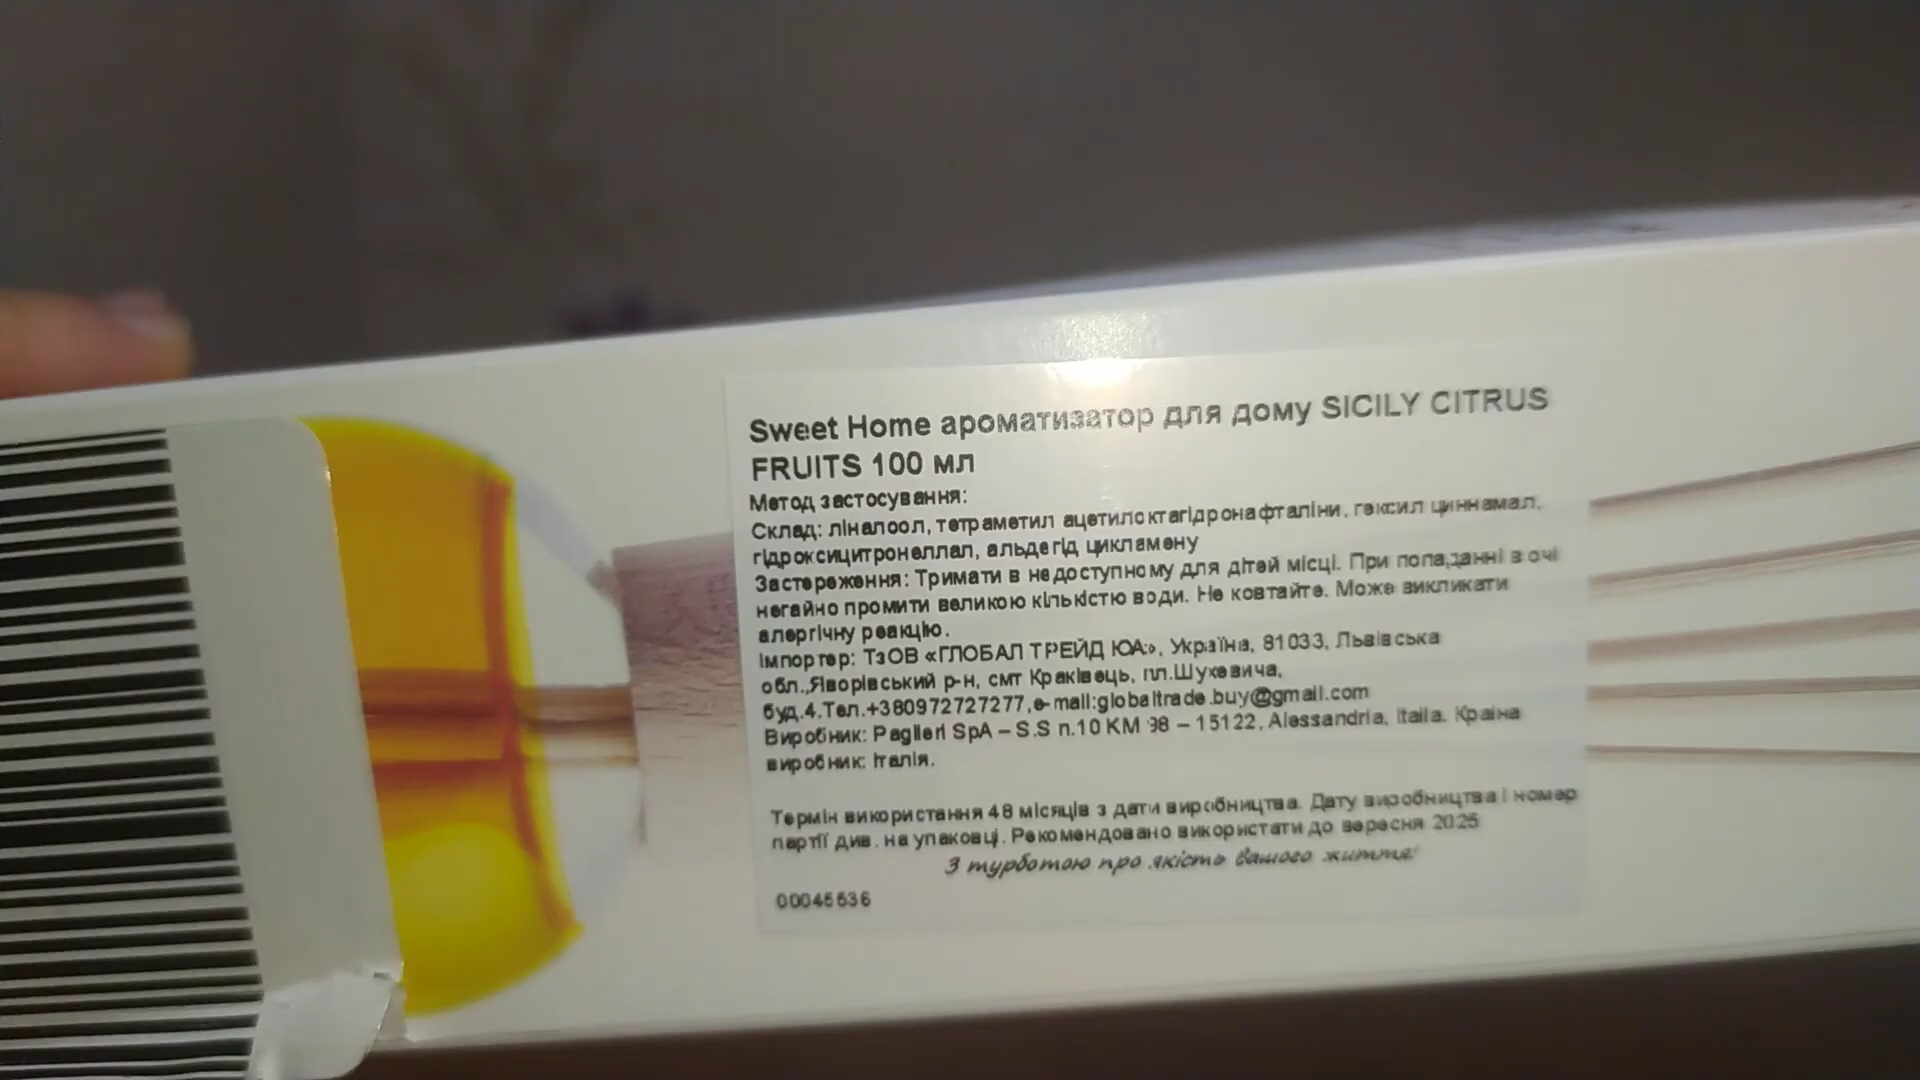 Sweet Home ароматизатор для дому SICILY CITRUS
FRUITS 100 мл
Метод застосування:
Склад: ліналоол, тетраметил ацетилоктагідронафталіни, гексил циннамал,
гідроксицитронеллал, альдегід цикламену
Застереження: Тримати в недоступному для дітей місці. При попаданні в очі
негайно промити великою кількістю води. Не ковтайте. Може викликати
алергічну реакцію.
Імпортер: ТзОВ «ГЛОБАЛ ТРЕЙД ЮА», Україна, 81033, Львівська
обл.,Яворівський р-н, смт Краківець, пл.Шухевича,
буд.4.Тел.+380972727277,e-mail:globaltrade.buy@gmail.com
Виробник: Paglieri SpA – S.S n.10 KM 98 – 15122, Alessandria, Italia. Країна
виробник: Італія.
Термін використання 48 місяців з дати виробництва. Дату виробництва і номер
партії див. на упаковці. Рекомендовано використати до вересня 2025
З турботою про якість вашого життя!
00045536